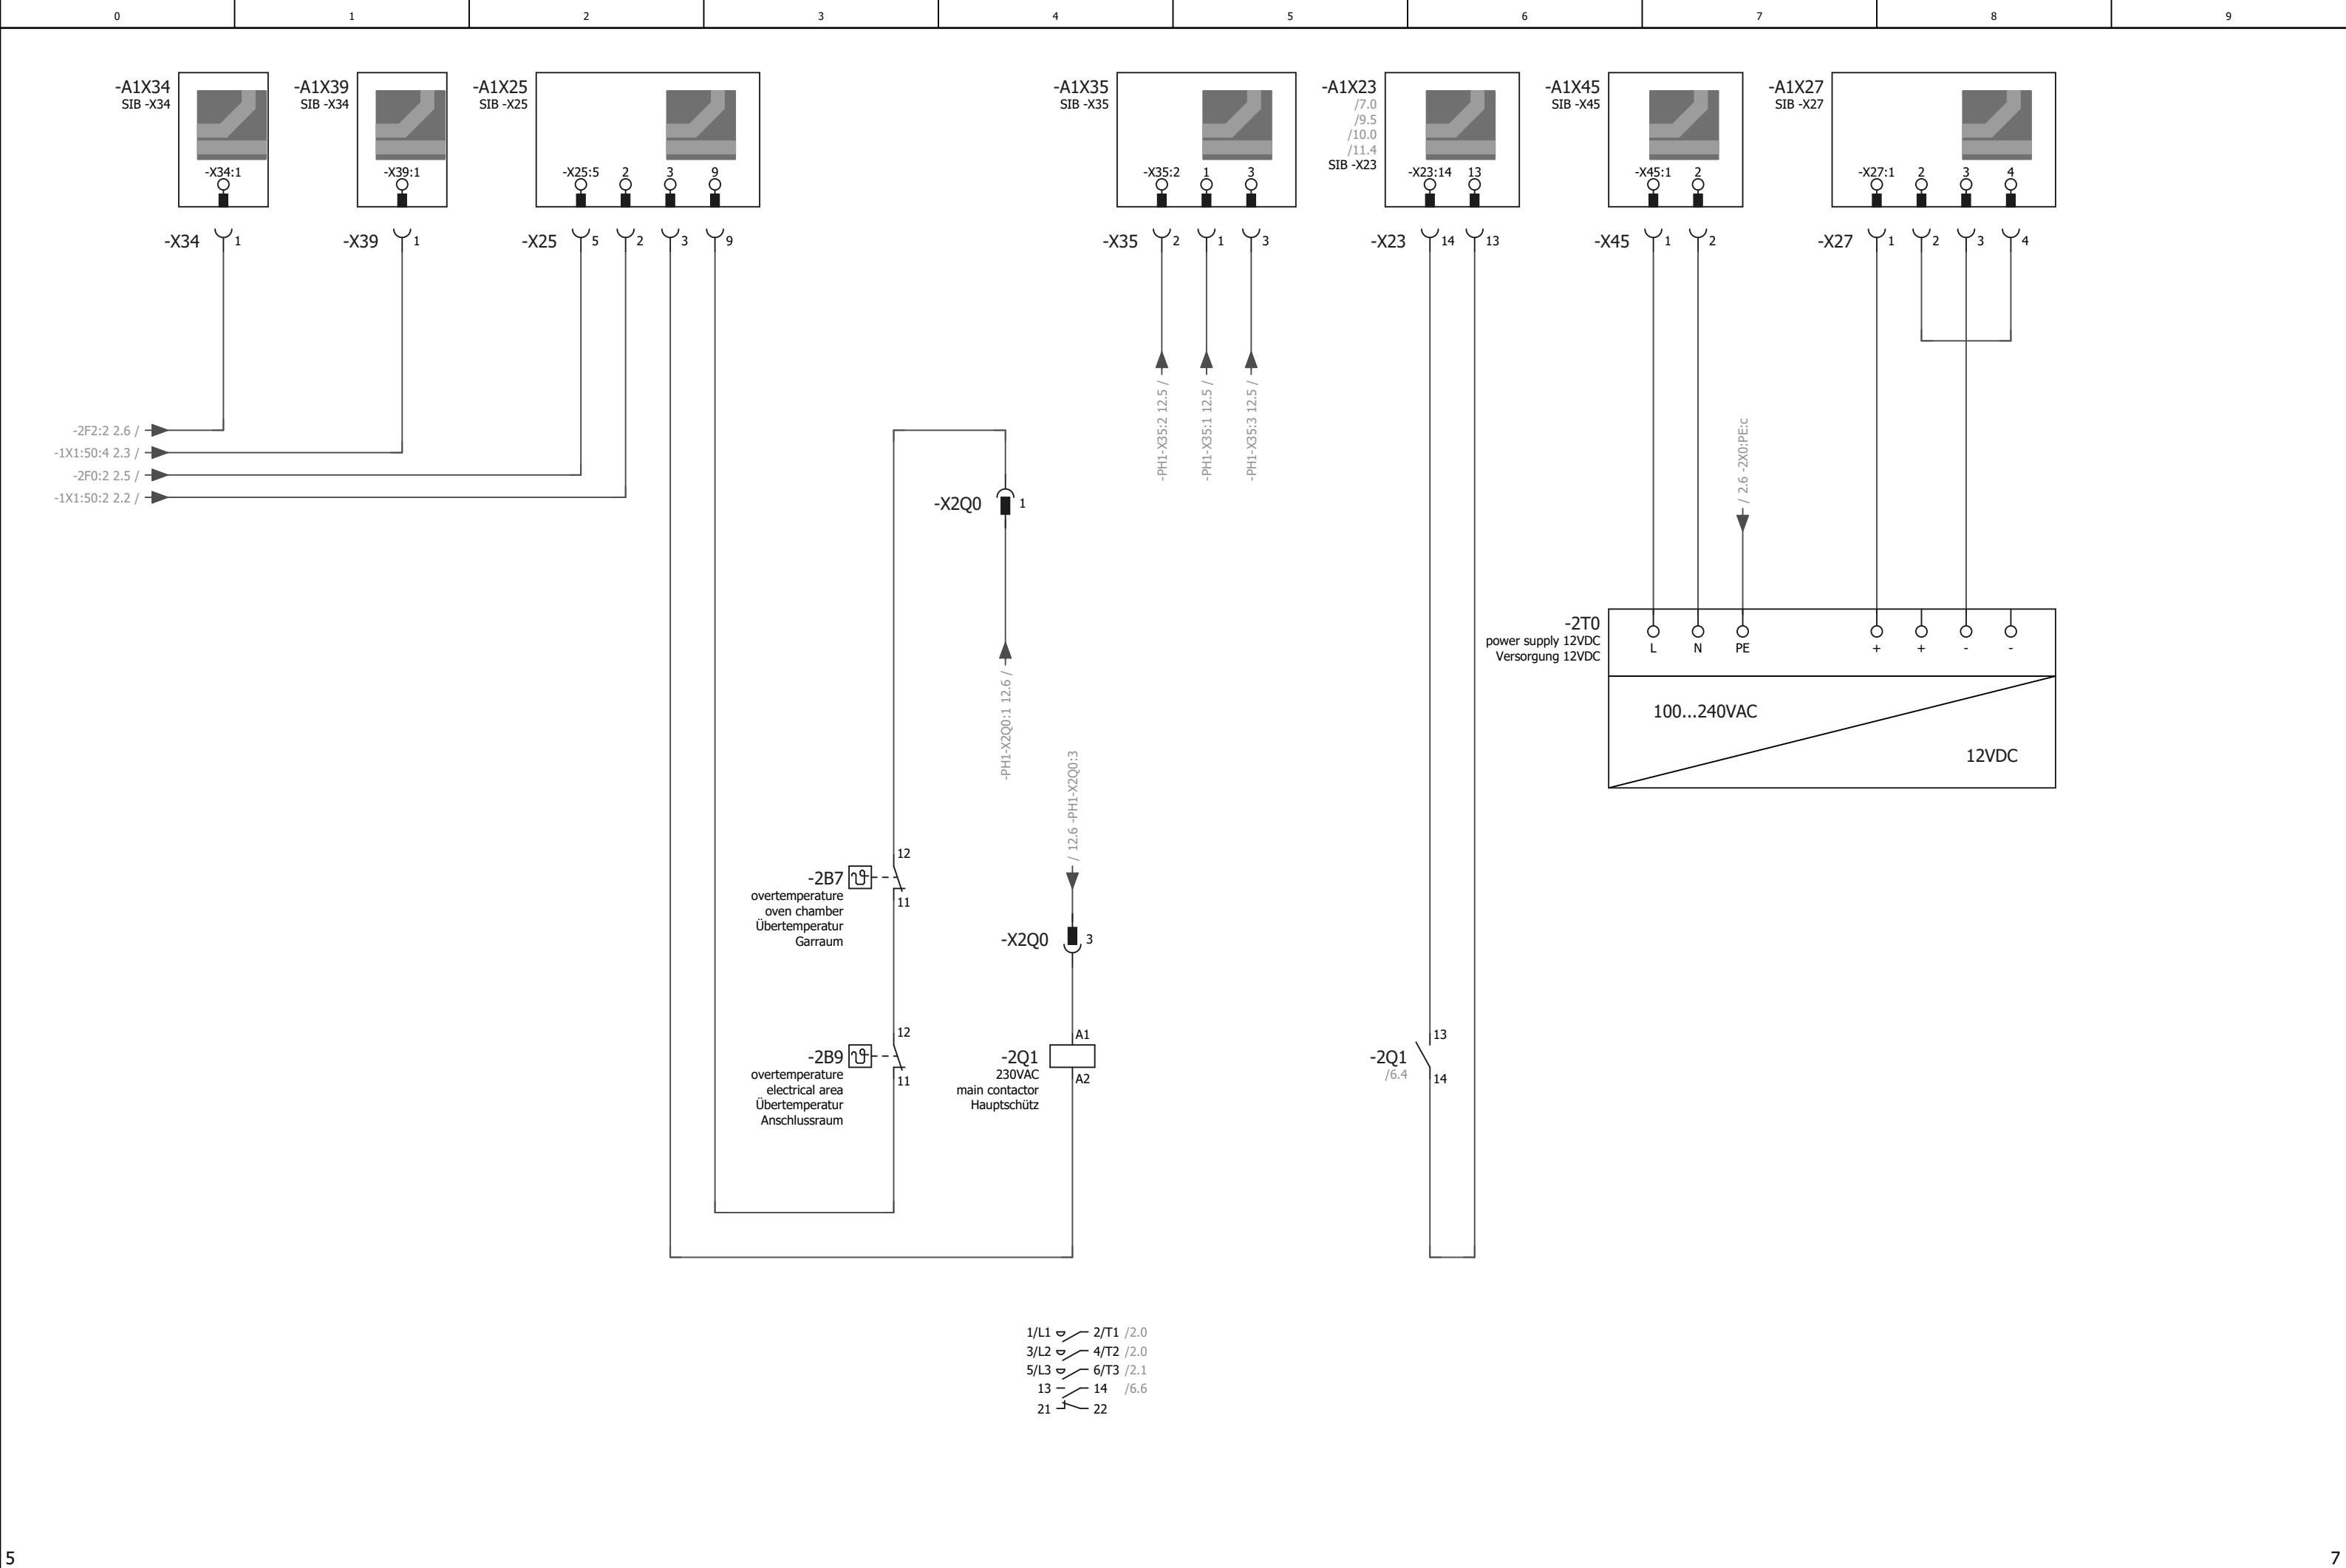 0 1 2 3 4 5 6 7 8 9
-A1X34
SIB -X34
-X34:1
-X34 1
-A1X39
SIB -X34
-X39:1
-X39 1
-A1X25
SIB -X25
-X25:5 2 3 9
-X25 5 2 3 9
-A1X35
SIB -X35
-X35:2 1 3
-X35 2 1 3
-A1X23
/7.0
/9.5
/10.0
/11.4
SIB -X23
-X23:14 13
-X23 14 13
-A1X45
SIB -X45
-X45:1 2
-X45 1 2
-A1X27
SIB -X27
-X27:1 2 3 4
-X27 1 2 3 4
-2F2:2 2.6 /
-1X1:50:4 2.3 /
-2F0:2 2.5 /
-1X1:50:2 2.2 /
-PH1-X35:2 12.5 /
-PH1-X35:1 12.5 /
-PH1-X35:3 12.5 /
/ 2.6 -2X0:PE:c
-X2Q0 1
-PH1-X2Q0:1 12.6 /
/ 12.6 -PH1-X2Q0:3
-2T0
power supply 12VDC
Versorgung 12VDC
L N PE + + - -
100...240VAC
12VDC
12
-2B7
11
overtemperature
oven chamber
Übertemperatur
Garraum
-X2Q0 3
12
-2B9
11
overtemperature
electrical area
Übertemperatur
Anschlussraum
A1
-2Q1
A2
230VAC
main contactor
Hauptschütz
13
-2Q1
/6.4
14
1/L1 2/T1 /2.0
3/L2 4/T2 /2.0
5/L3 6/T3 /2.1
13 14 /6.6
21 22
5 7